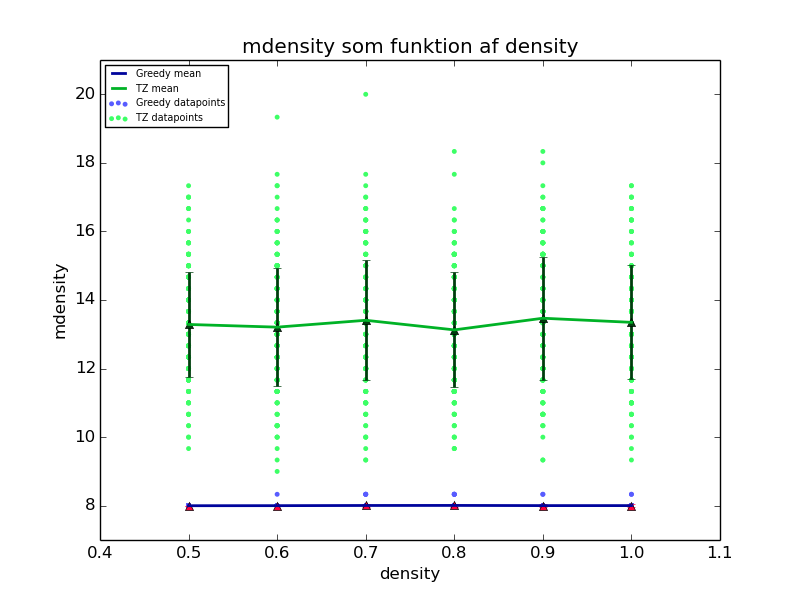 mdensity som funktion af density
Greedy mean
TZ mean
Greedy datapoints
TZ datapoints
20
18
16
14
12
10
8
mdensity
0.4 0.5 0.6 0.7 0.8 0.9 1.0 1.1
density